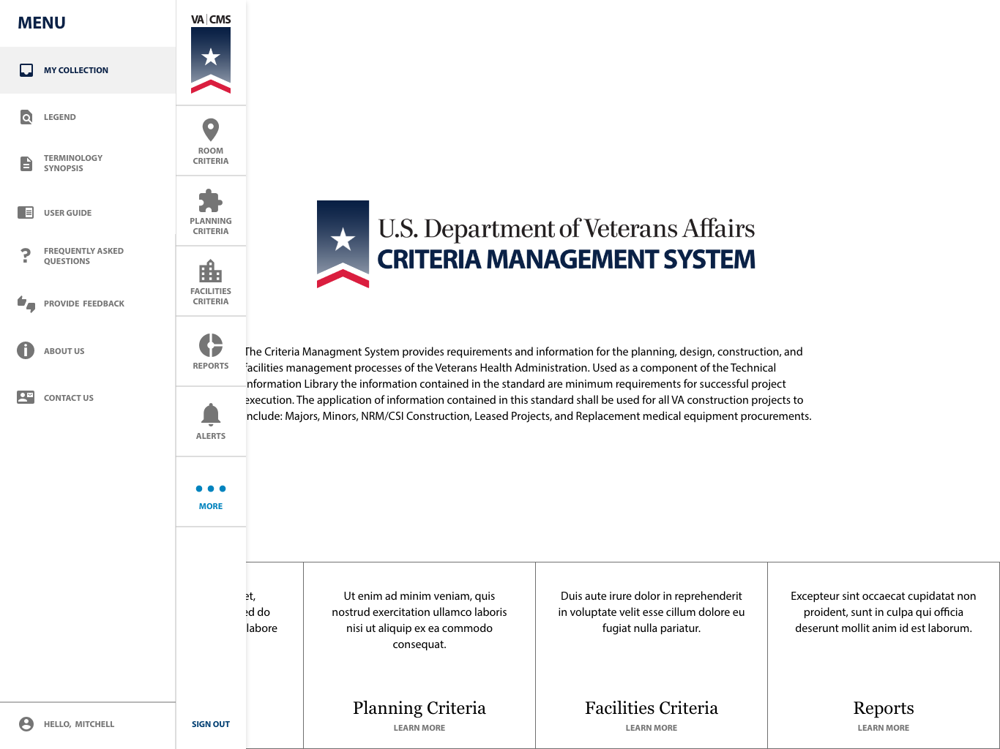 MENU
MY COLLECTION
LEGEND
TERMINOLOGY
SYNOPSIS
USER GUIDE
FREQUENTLY ASKED
QUESTIONS
PROVIDE FEEDBACK
ABOUT US
CONTACT US
HELLO, MITCHELL
VA|CMS
ROOM
CRITERIA
PLANNING
CRITERIA
FACILITIES
CRITERIA
REPORTS
ALERTS
MORE
SIGN OUT
U.S. Department of Veterans Affairs
CRITERIA MANAGEMENT SYSTEM
The Criteria Managment System provides requirements and information for the planning, design, construction, and
facilities management processes of the Veterans Health Administration. Used as a component of the Technical
nformation Library the information contained in the standard are minimum requirements for successful project
execution. The application of information contained in this standard shall be used for all VA construction projects to
nclude: Majors, Minors, NRM/CSI Construction, Leased Projects, and Replacement medical equipment procurements.
et,
ed do
labore
Ut enim ad minim veniam, quis
nostrud exercitation ullamco laboris
nisi ut aliquip ex ea commodo
consequat.
Planning Criteria
LEARN MORE
Duis aute irure dolor in reprehenderit
in voluptate velit esse cillum dolore eu
fugiat nulla pariatur.
Facilities Criteria
LEARN MORE
Excepteur sint occaecat cupidatat non
proident, sunt in culpa qui officia
deserunt mollit anim id est laborum.
Reports
LEARN MORE